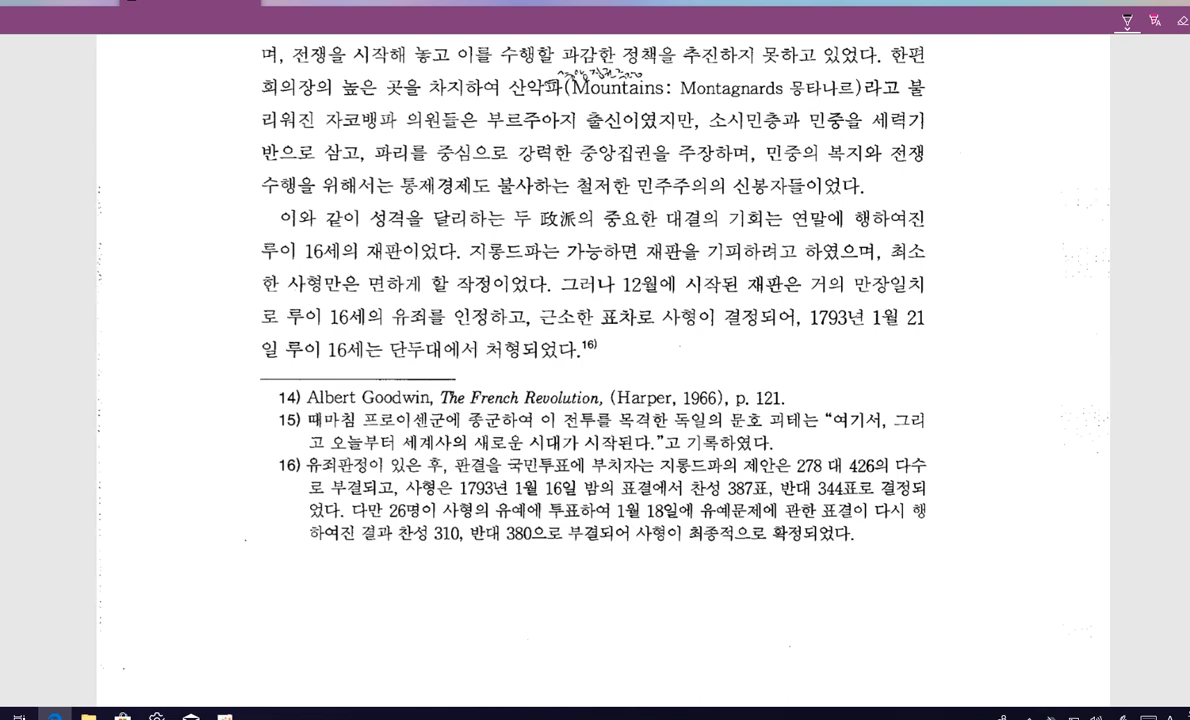 며, 전쟁을 시작해 놓고 이를 수행할 과감한 정책을 추진하지 못하고 있었다. 한편
회의장의 높은 곳을 차지하여 산악파(Mountains: Montagnards 몽타나르)라고 불
리워진 자코뱅파 의원들은 부르주아지 출신이였지만, 소시민층과 민중을 세력기
반으로 삼고, 파리를 중심으로 강력한 중앙집권을 주장하며, 민중의 복지와 전쟁
수행을 위해서는 통제경제도 불사하는 철저한 민주주의의 신봉자들이었다.
이와 같이 성격을 달리하는 두 政派의 중요한 대결의 기회는 연말에 행하여진
루이 16세의 재판이었다. 지롱드파는 가능하면 재판을 기피하려고 하였으며, 최소
한 사형만은 면하게 할 작정이었다. 그러나 12월에 시작된 재판은 거의 만장일치
로 루이 16세의 유죄를 인정하고, 근소한 표차로 사형이 결정되어, 1793년 1월 21
일 루이 16세는 단두대에서 처형되었다.16)
14) Albert Goodwin, The French Revolution, (Harper, 1966), p. 121.
15) 때마침 프로이센군에 종군하여 이 전투를 목격한 독일의 문호 괴테는 “여기서, 그리
고 오늘부터 세계사의 새로운 시대가 시작된다.”고 기록하였다.
16) 유죄판정이 있은 후, 판결을 국민투표에 부치자는 지롱드파의 제안은 278 대 426의 다수
로 부결되고, 사형은 1793년 1월 16일 밤의 표결에서 찬성 387표, 반대 344표로 결정되
었다. 다만 26명이 사형의 유예에 투표하여 1월 18일에 유예문제에 관한 표결이 다시 행
하여진 결과 찬성 310, 반대 380으로 부결되어 사형이 최종적으로 확정되었다.